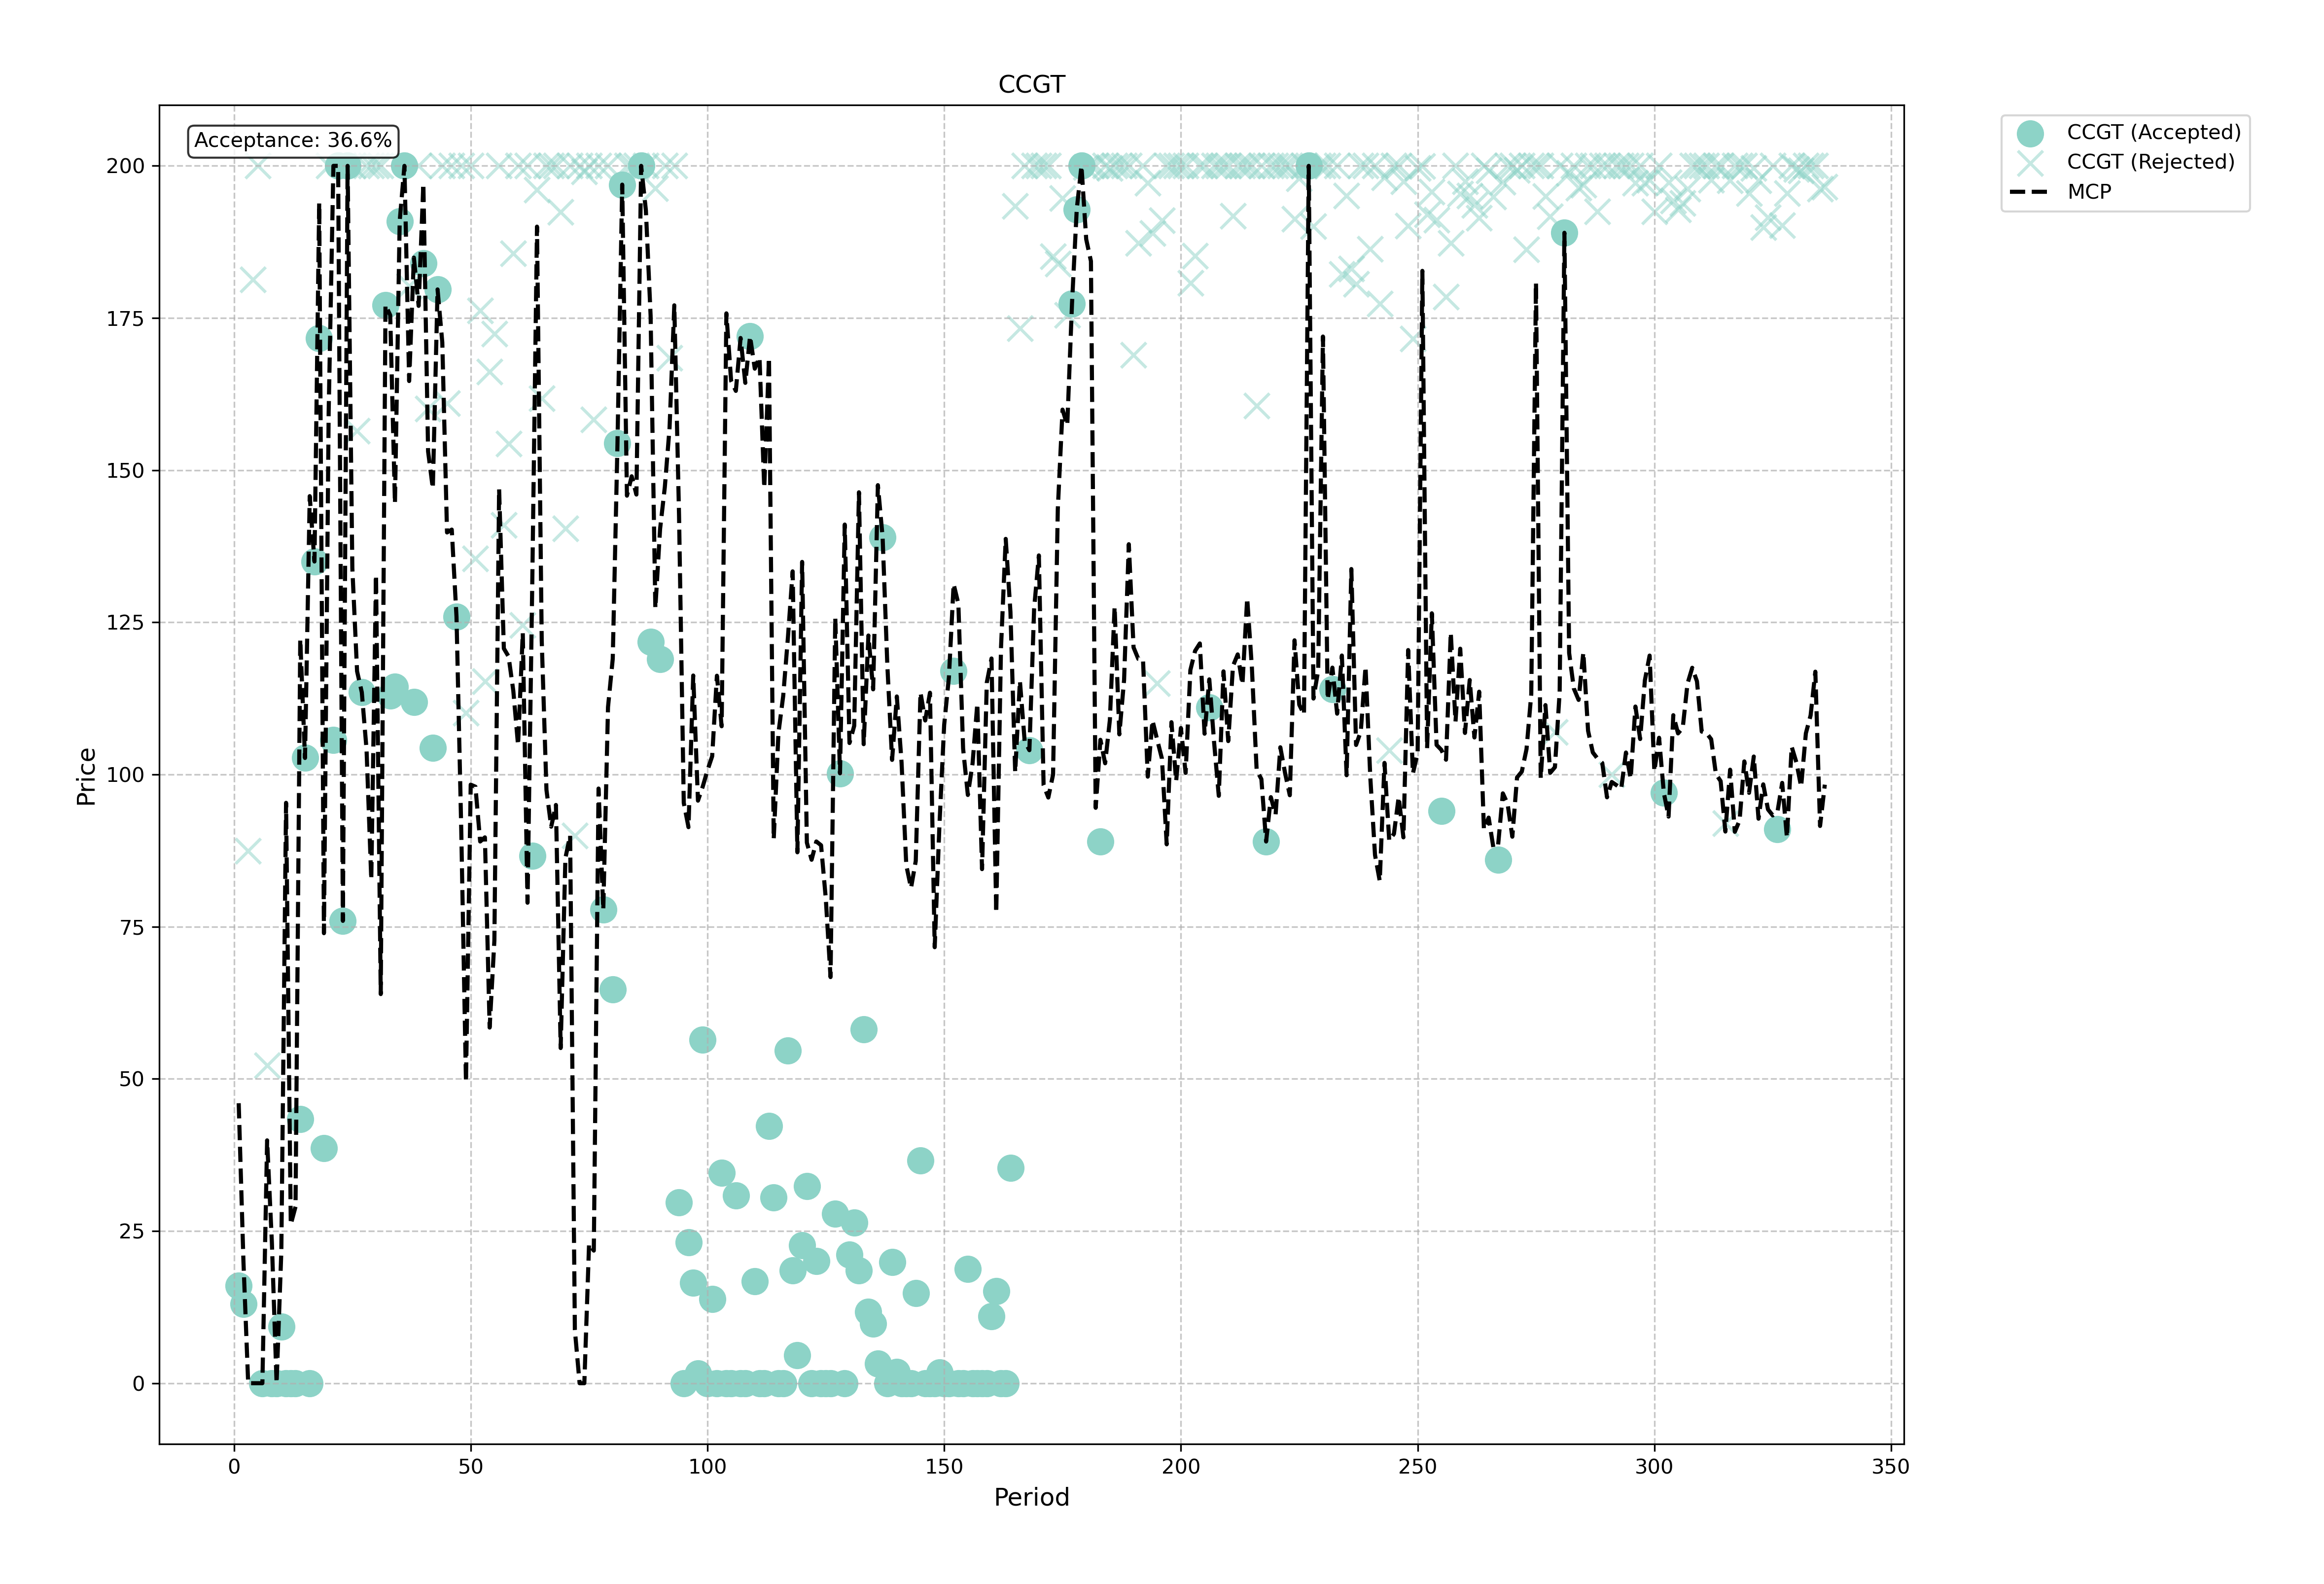 CCGT
Acceptance: 36.6%
CCGT (Accepted)
CCGT (Rejected)
MCP
Price
200
175
150
125
100
75
50
25
0
0
50
100
150
200
250
300
350
Period